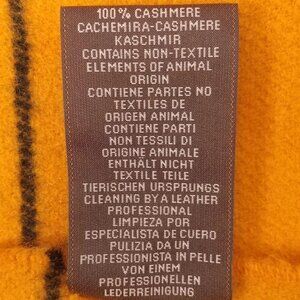 100% CASHMERE
CACHEMIRA-CASHMERE
KASCHMIR
CONTAINS NON-TEXTILE
ELEMENTS OF ANIMAL
ORIGIN
CONTIENE PARTES NO
TEXTILES DE
ORIGEN ANIMAL
CONTIENE PARTI
NON TESSILI DI
ORIGINE ANIMALE
ENTHÄLT NICHT
TEXTILE TEILE
TIERISCHEN URSPRUNGS
CLEANING BY A LEATHER
PROFESSIONAL
LIMPIEZA POR
ESPECIALISTA DE CUERO
PULIZIA DA UN
PROFESSIONISTA IN PELLE
VON EINEM
PROFESSIONELLEN
LEDERREINIGUNG